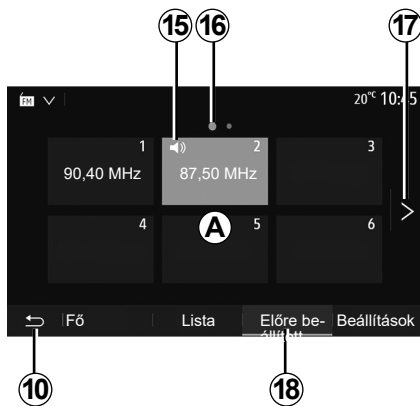 15 16 17
FM 20°C 10:45
1 2 3
90,40 MHz 87,50 MHz
4 A 5 6
Fő Lista Előre be- Beállítások
állított
10 18